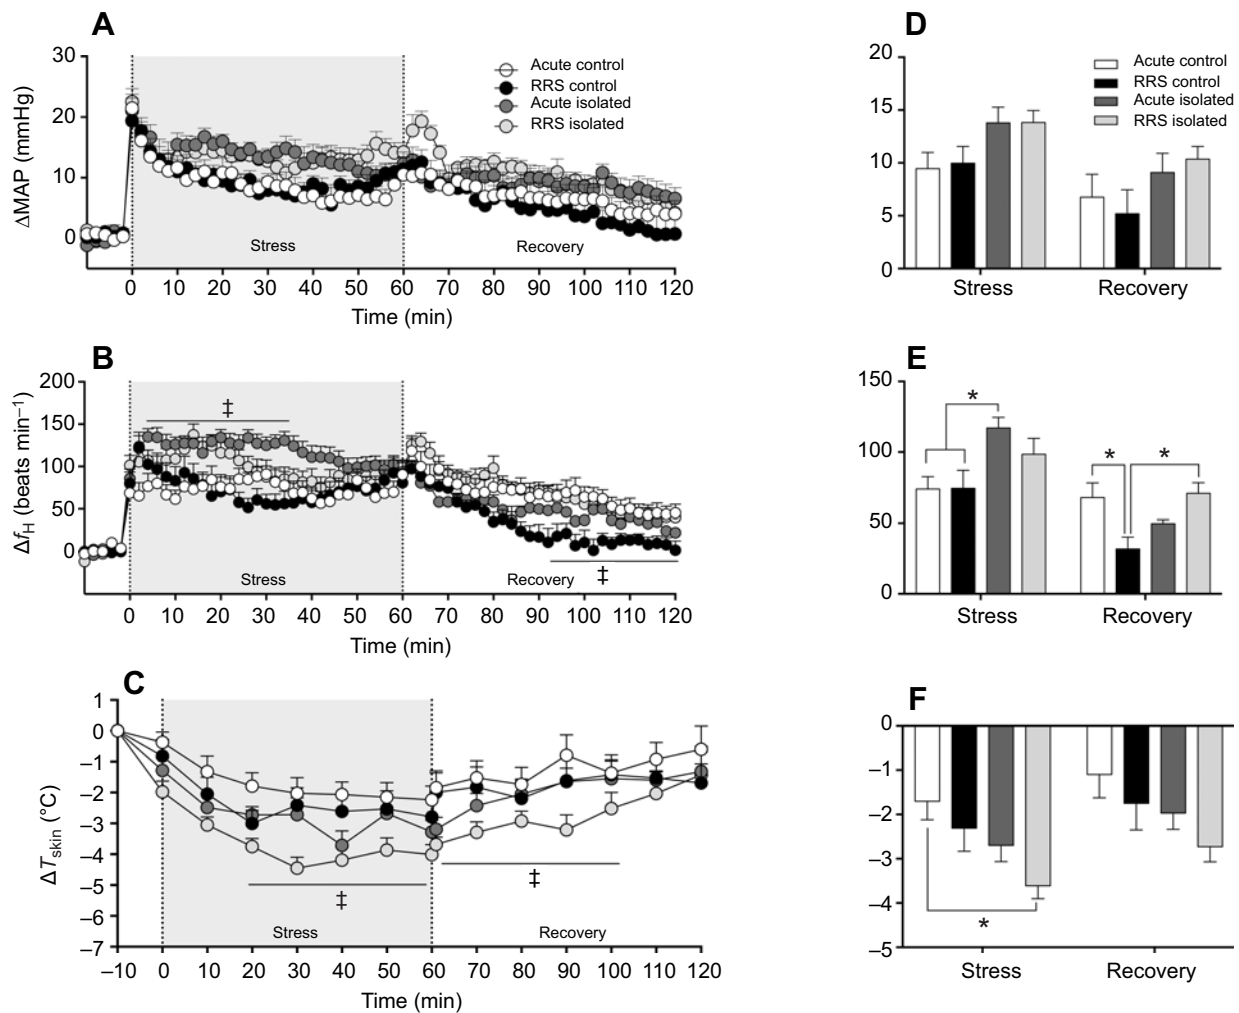 A
ΔMAP (mmHg)
30
20
10
0
Acute control
RRS control
Acute isolated
RRS isolated
Stress
Recovery
0 10 20 30 40 50 60 70 80 90 100 110 120
Time (min)
D
20
15
10
5
0
Acute control
RRS control
Acute isolated
RRS isolated
Stress Recovery
B
ΔfH (beats min–1)
200
150
100
50
0
‡
Stress
Recovery
‡
0 10 20 30 40 50 60 70 80 90 100 110 120
Time (min)
E
150
100
50
0
*
* *
Stress Recovery
C
ΔTskin (°C)
1
0
–1
–2
–3
–4
–5
–6
–7
‡
‡
Stress
Recovery
–10 0 10 20 30 40 50 60 70 80 90 100 110 120
Time (min)
F
0
–1
–2
–3
–4
–5
*
Stress Recovery